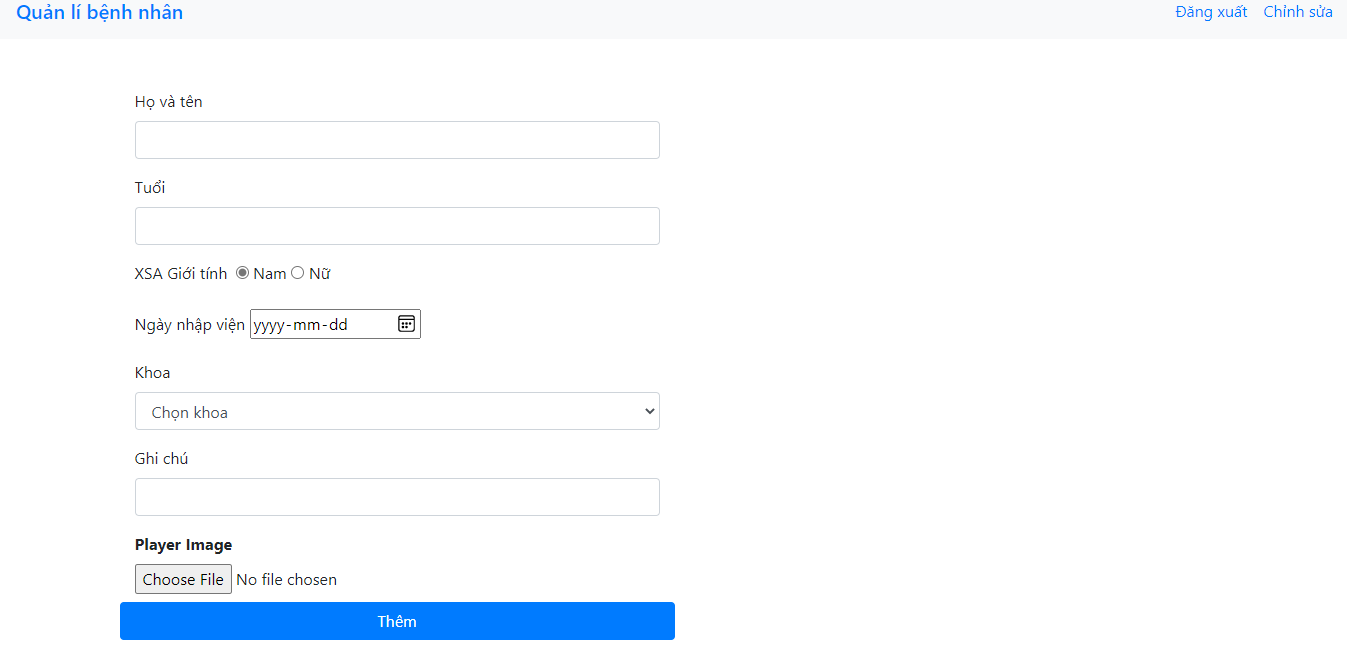 Quản lí bệnh nhân Đăng xuất Chỉnh sửa
Họ và tên
Tuổi
XSA Giới tính Nam Nữ
Ngày nhập viện yyyy-mm-dd
Khoa
Chọn khoa
Ghi chú
Player Image
Choose File No file chosen
Thêm